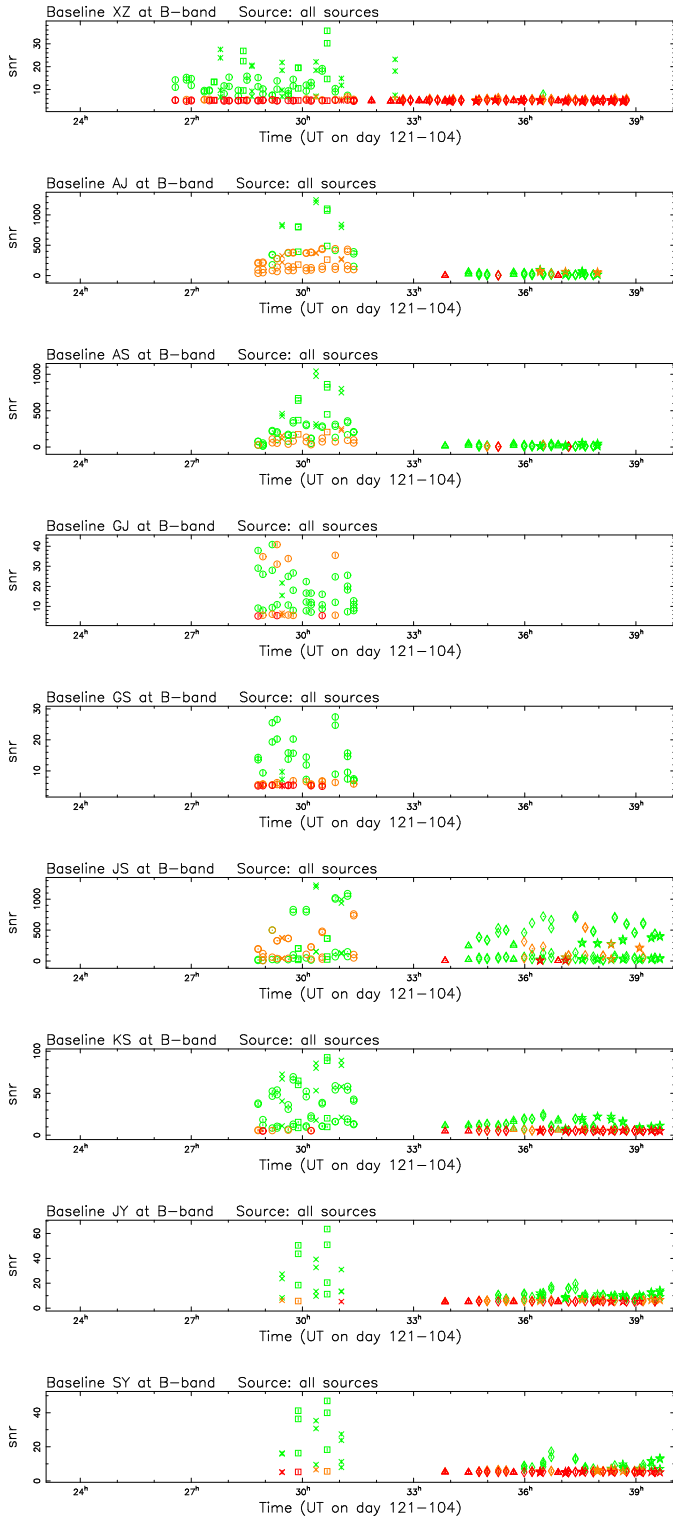 Baseline XZ at B-band Source: all sources
snr
10 20 30
24h 27h 30h 33h 36h 39h
Time (UT on day 121-104)
Baseline AJ at B-band Source: all sources
snr
0 500 1000
24h 27h 30h 33h 36h 39h
Time (UT on day 121-104)
Baseline AS at B-band Source: all sources
snr
0 500 1000
24h 27h 30h 33h 36h 39h
Time (UT on day 121-104)
Baseline GJ at B-band Source: all sources
snr
10 20 30 40
24h 27h 30h 33h 36h 39h
Time (UT on day 121-104)
Baseline GS at B-band Source: all sources
snr
10 20 30
24h 27h 30h 33h 36h 39h
Time (UT on day 121-104)
Baseline JS at B-band Source: all sources
snr
0 500 1000
24h 27h 30h 33h 36h 39h
Time (UT on day 121-104)
Baseline KS at B-band Source: all sources
snr
0 50 100
24h 27h 30h 33h 36h 39h
Time (UT on day 121-104)
Baseline JY at B-band Source: all sources
snr
0 20 40 60
24h 27h 30h 33h 36h 39h
Time (UT on day 121-104)
Baseline SY at B-band Source: all sources
snr
0 20 40
24h 27h 30h 33h 36h 39h
Time (UT on day 121-104)